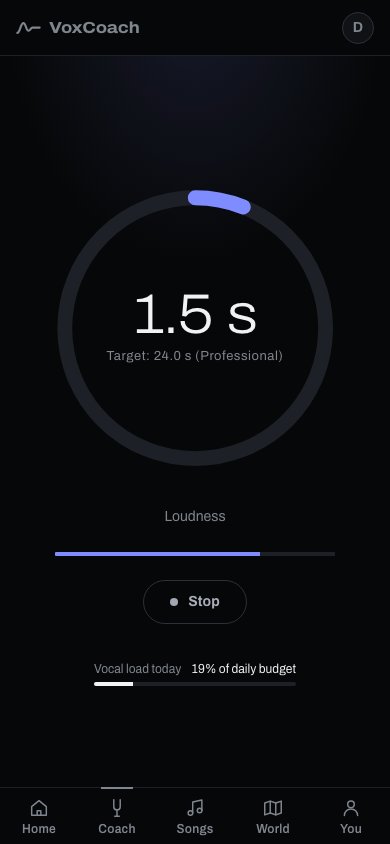 VoxCoach
D
1.5 s
Target: 24.0 s (Professional)
Loudness
Stop
Vocal load today 19% of daily budget
Home Coach Songs World You